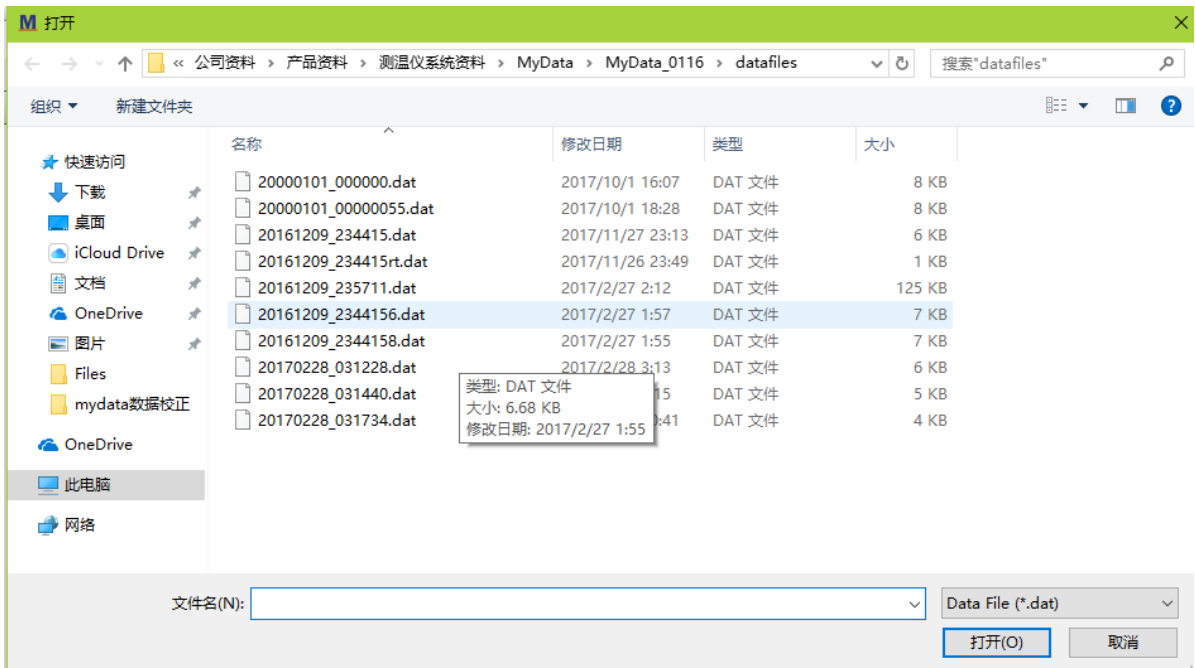 M 打开
« 公司资料 › 产品资料 › 测温仪系统资料 › MyData › MyData_0116 › datafiles
搜索"datafiles"
组织 新建文件夹
名称 修改日期 类型 大小
快速访问
下载
桌面
iCloud Drive
文档
OneDrive
图片
Files
mydata数据校正
OneDrive
此电脑
网络
20000101_000000.dat 2017/10/1 16:07 DAT 文件 8 KB
20000101_00000055.dat 2017/10/1 18:28 DAT 文件 8 KB
20161209_234415.dat 2017/11/27 23:13 DAT 文件 6 KB
20161209_234415rt.dat 2017/11/26 23:49 DAT 文件 1 KB
20161209_235711.dat 2017/2/27 2:12 DAT 文件 125 KB
20161209_2344156.dat 2017/2/27 1:57 DAT 文件 7 KB
20161209_2344158.dat 2017/2/27 1:55 DAT 文件 7 KB
20170228_031228.dat 2017/2/28 3:13 DAT 文件 6 KB
20170228_031440.dat 15 DAT 文件 5 KB
20170228_031734.dat :41 DAT 文件 4 KB
类型: DAT 文件
大小: 6.68 KB
修改日期: 2017/2/27 1:55
文件名(N): Data File (*.dat)
打开(O) 取消